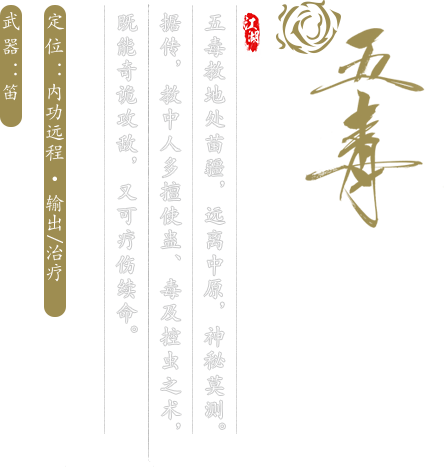 五毒
江湖
五毒教地处苗疆，远离中原，神秘莫测。
据传，教中人多擅使蛊、毒及控虫之术，
既能奇诡攻敌，又可疗伤续命。
定位：内功远程·输出/治疗
武器：笛